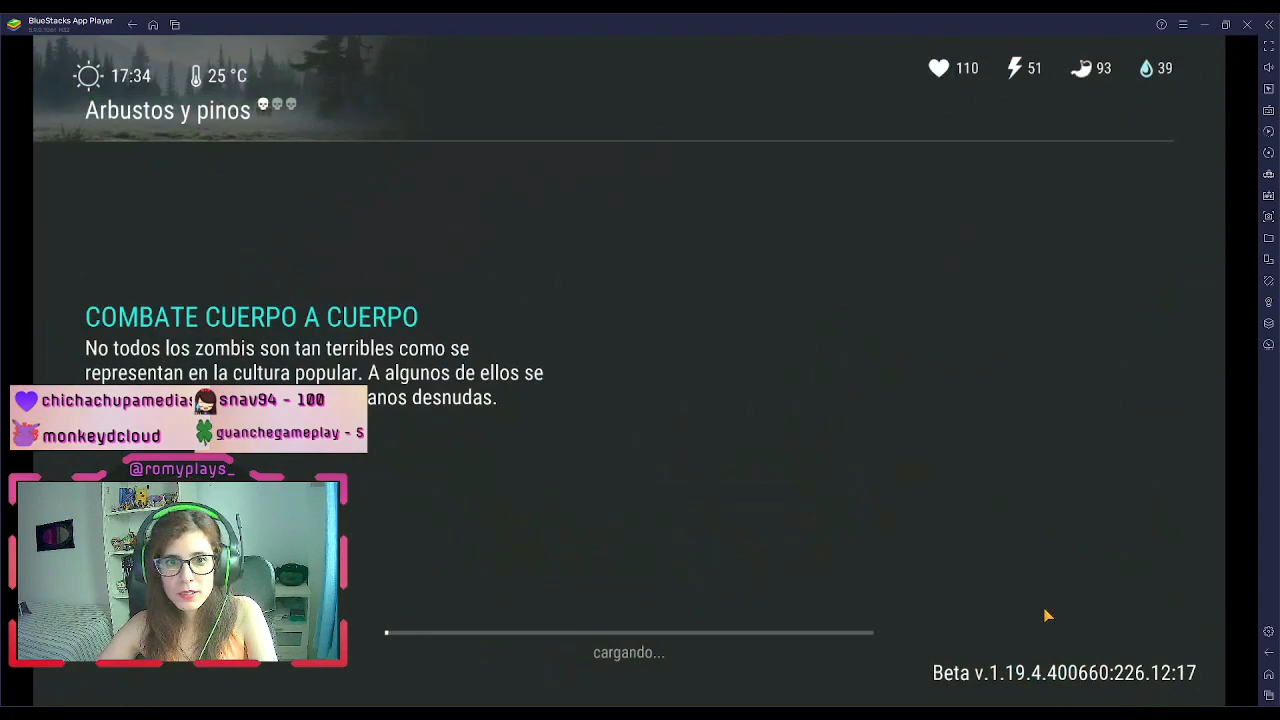 BlueStacks App Player
17:34
25 °C
110
51
93
39
Arbustos y pinos
COMBATE CUERPO A CUERPO
No todos los zombis son tan terribles como se
representan en la cultura popular. A algunos de ellos se
anos desnudas.
chichachupamedias
snav94 - 100
monkeydcloud
guanchegameplay - S
@romyplays_
cargando...
Beta v.1.19.4.400660:226.12:17